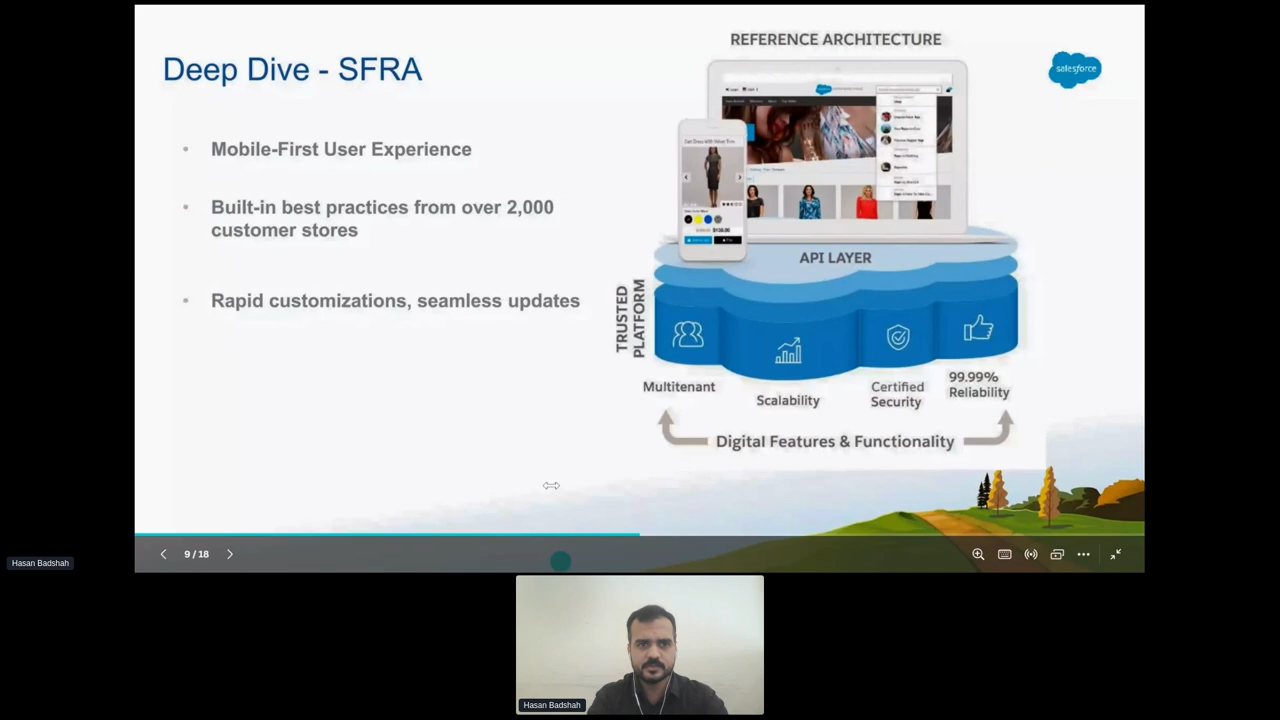 REFERENCE ARCHITECTURE
Deep Dive - SFRA
salesforce
• Mobile-First User Experience
• Built-in best practices from over 2,000
customer stores
• Rapid customizations, seamless updates
API LAYER
TRUSTED
PLATFORM
Multitenant
Scalability
Certified
Security
99.99%
Reliability
Digital Features & Functionality
9 / 18
Hasan Badshah
Hasan Badshah